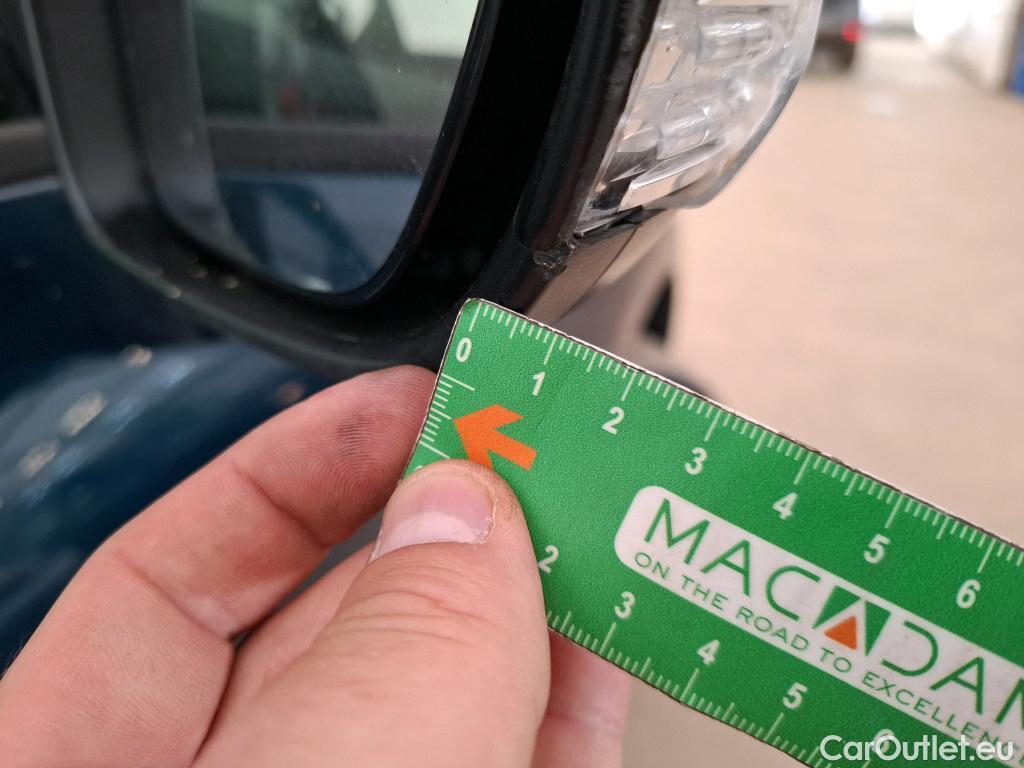 0 1 2 3 4 5 6
MACADAM
ON THE ROAD TO EXCELLENCE
2 3 4 5 6
CarOutlet.eu